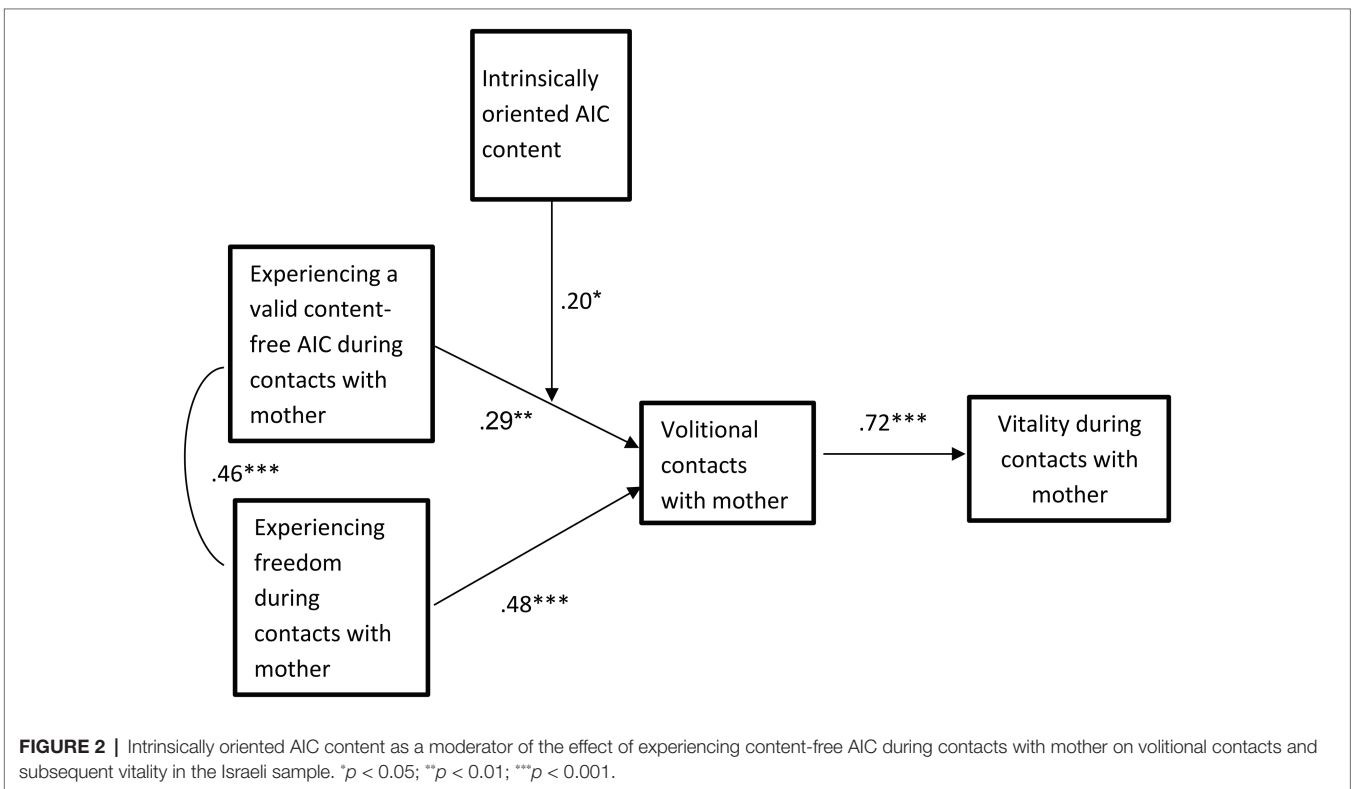 Intrinsically
oriented AIC
content
.20*
Experiencing a
valid content-
free AIC during
contacts with
mother
.29**
.46***
Experiencing
freedom
during
contacts with
mother
.48***
Volitional
contacts
with mother
.72***
Vitality during
contacts with
mother
FIGURE 2 | Intrinsically oriented AIC content as a moderator of the effect of experiencing content-free AIC during contacts with mother on volitional contacts and
subsequent vitality in the Israeli sample. *p < 0.05; **p < 0.01; ***p < 0.001.